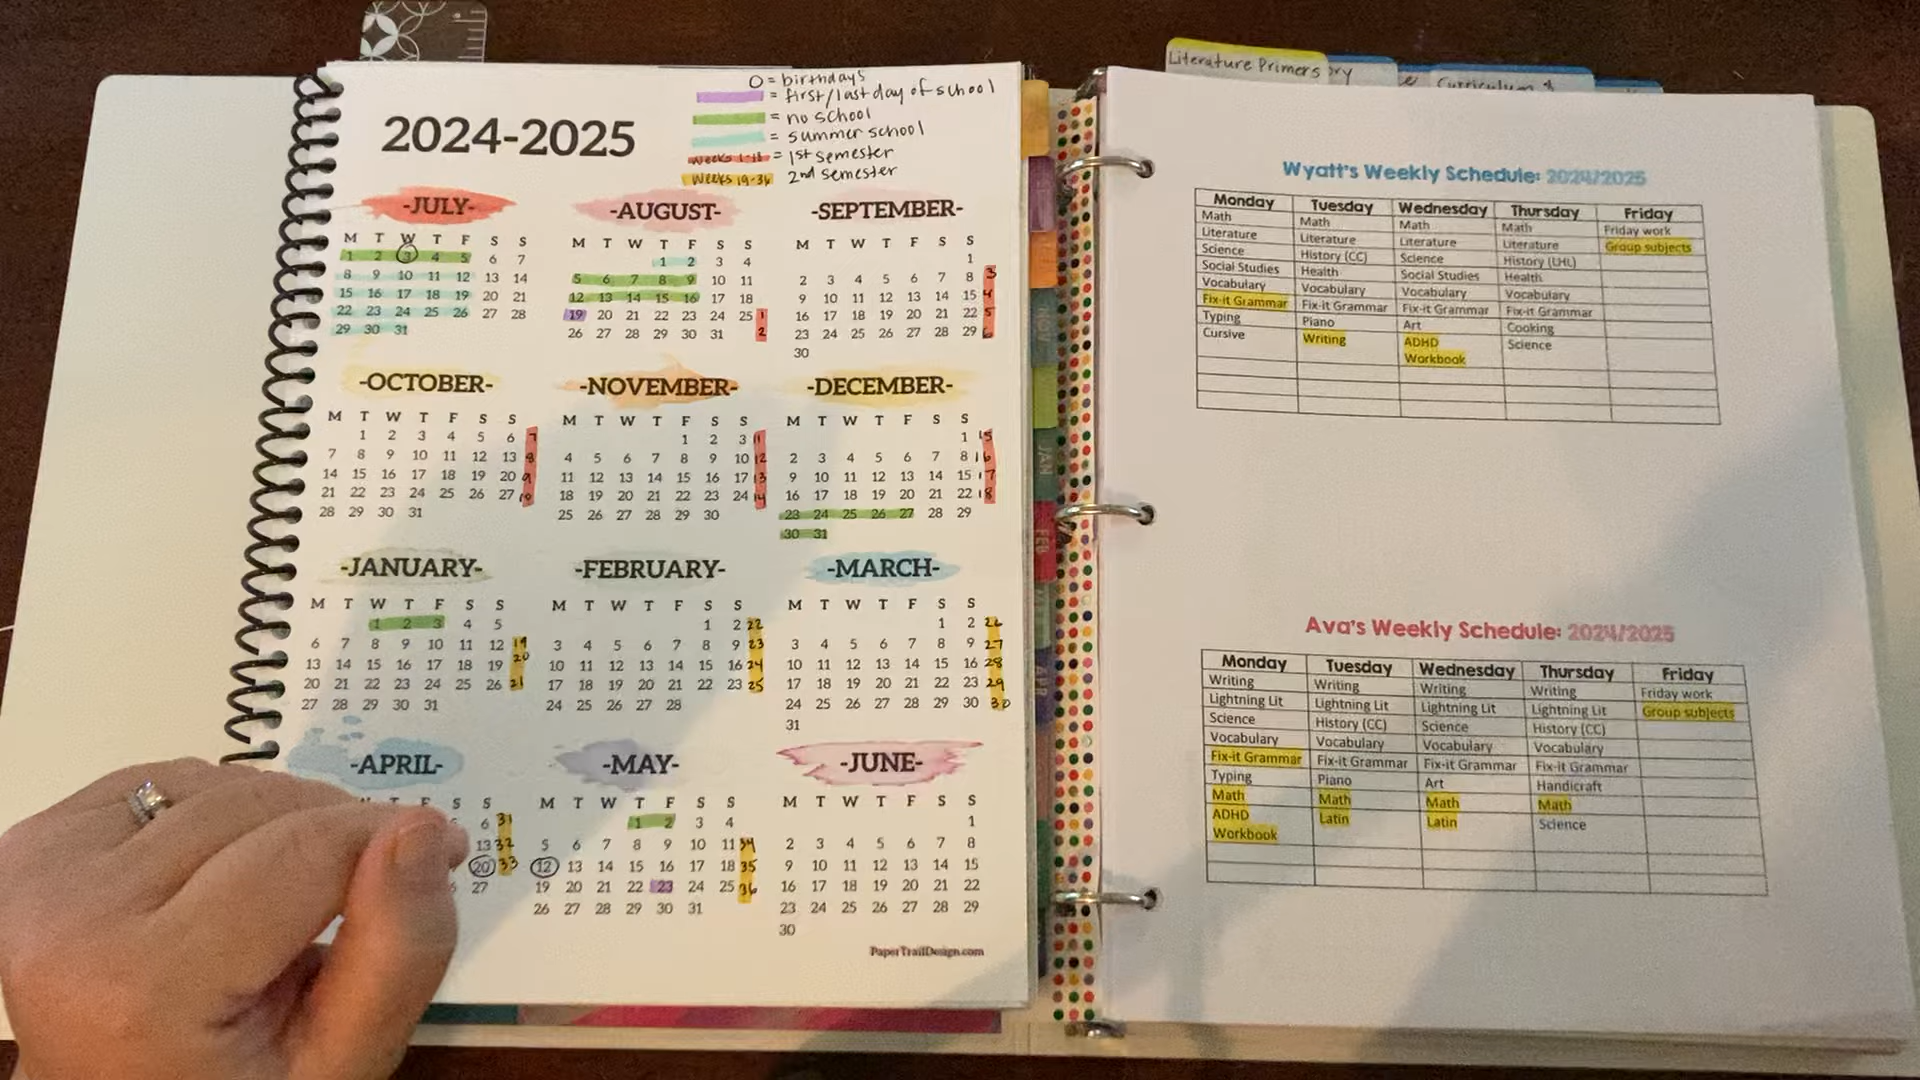 Literature Primers
Curriculum &
O = birthdays
= first/last day of school
= no school
= summer school
weeks 1-18 = 1st semester
weeks 19-36 2nd semester
2024-2025
-JULY-
M T W T F S S
1 2 3 4 5 6 7
8 9 10 11 12 13 14
15 16 17 18 19 20 21
22 23 24 25 26 27 28
29 30 31
-AUGUST-
M T W T F S S
1 2 3 4
5 6 7 8 9 10 11
12 13 14 15 16 17 18
19 20 21 22 23 24 25 1
26 27 28 29 30 31 2
-SEPTEMBER-
M T W T F S S
1
2 3 4 5 6 7 8 3
9 10 11 12 13 14 15 4
16 17 18 19 20 21 22 5
23 24 25 26 27 28 29 6
30
-OCTOBER-
M T W T F S S
1 2 3 4 5 6 7
7 8 9 10 11 12 13 8
14 15 16 17 18 19 20 9
21 22 23 24 25 26 27 10
28 29 30 31
-NOVEMBER-
M T W T F S S
1 2 3 11
4 5 6 7 8 9 10 12
11 12 13 14 15 16 17 13
18 19 20 21 22 23 24 14
25 26 27 28 29 30
-DECEMBER-
M T W T F S S
1 15
2 3 4 5 6 7 8 16
9 10 11 12 13 14 15 17
16 17 18 19 20 21 22 18
23 24 25 26 27 28 29
30 31
-JANUARY-
M T W T F S S
1 2 3 4 5
6 7 8 9 10 11 12 19
13 14 15 16 17 18 19 20
20 21 22 23 24 25 26 21
27 28 29 30 31
-FEBRUARY-
M T W T F S S
1 2 22
3 4 5 6 7 8 9 23
10 11 12 13 14 15 16 24
17 18 19 20 21 22 23 25
24 25 26 27 28
-MARCH-
M T W T F S S
1 2 26
3 4 5 6 7 8 9 27
10 11 12 13 14 15 16 28
17 18 19 20 21 22 23 29
24 25 26 27 28 29 30 30
31
-APRIL-
W T F S S
6 31
13 32
20 33
27
-MAY-
M T W T F S S
1 2 3 4
5 6 7 8 9 10 11 34
12 13 14 15 16 17 18 35
19 20 21 22 23 24 25 36
26 27 28 29 30 31
-JUNE-
M T W T F S S
1
2 3 4 5 6 7 8
9 10 11 12 13 14 15
16 17 18 19 20 21 22
23 24 25 26 27 28 29
30
PaperTrailDesign.com
NOV
JAN
FEB
APR
Wyatt's Weekly Schedule: 2024/2025
Monday Tuesday Wednesday Thursday Friday
Math Math Math Math Friday work
Literature Literature Literature Literature Group subjects
Science History (CC) Science History (LHL)
Social Studies Health Social Studies Health
Vocabulary Vocabulary Vocabulary Vocabulary
Fix-it Grammar Fix-it Grammar Fix-it Grammar Fix-it Grammar
Typing Piano Art Cooking
Cursive Writing ADHD Science
Workbook
Ava's Weekly Schedule: 2024/2025
Monday Tuesday Wednesday Thursday Friday
Writing Writing Writing Writing Friday work
Lightning Lit Lightning Lit Lightning Lit Lightning Lit Group subjects
Science History (CC) Science History (CC)
Vocabulary Vocabulary Vocabulary Vocabulary
Fix-it Grammar Fix-it Grammar Fix-it Grammar Fix-it Grammar
Typing Piano Art Handicraft
Math Math Math Math
ADHD Latin Latin Science
Workbook